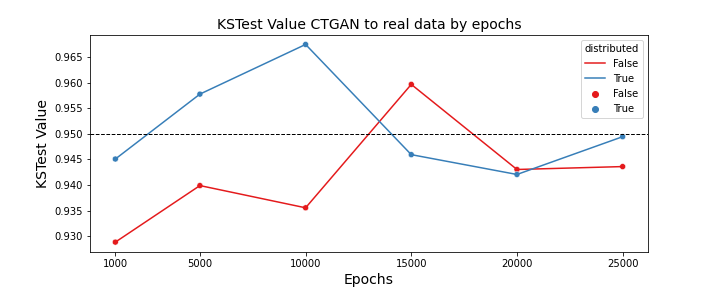 KSTest Value CTGAN to real data by epochs
KSTest Value
0.965
0.960
0.955
0.950
0.945
0.940
0.935
0.930
distributed
False
True
False
True
1000
5000
10000
15000
20000
25000
Epochs